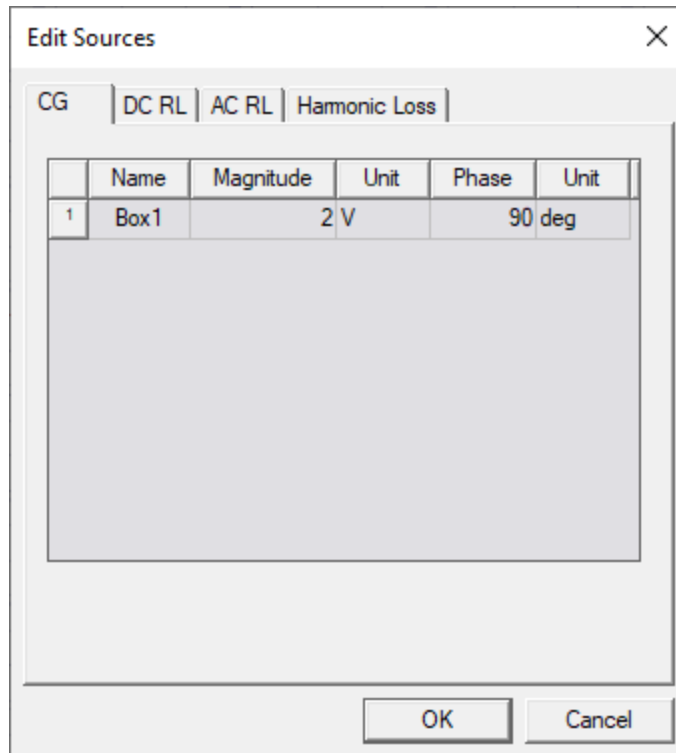 Edit Sources
CG DC RL AC RL Harmonic Loss
Name Magnitude Unit Phase Unit
1 Box1 2 V 90 deg
OK Cancel